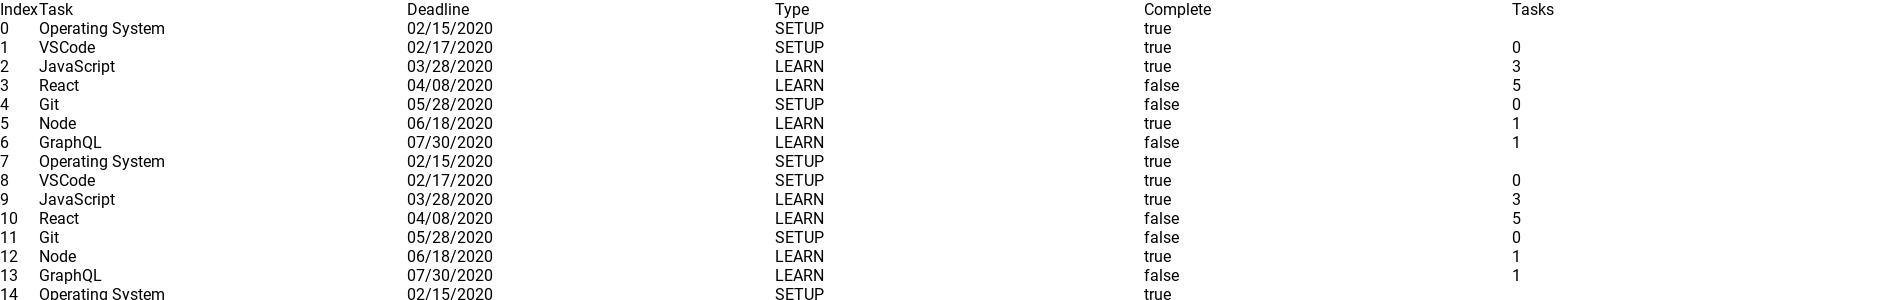 Index Task Deadline Type Complete Tasks
0 Operating System 02/15/2020 SETUP true
1 VSCode 02/17/2020 SETUP true 0
2 JavaScript 03/28/2020 LEARN true 3
3 React 04/08/2020 LEARN false 5
4 Git 05/28/2020 SETUP false 0
5 Node 06/18/2020 LEARN true 1
6 GraphQL 07/30/2020 LEARN false 1
7 Operating System 02/15/2020 SETUP true
8 VSCode 02/17/2020 SETUP true 0
9 JavaScript 03/28/2020 LEARN true 3
10 React 04/08/2020 LEARN false 5
11 Git 05/28/2020 SETUP false 0
12 Node 06/18/2020 LEARN true 1
13 GraphQL 07/30/2020 LEARN false 1
14 Operating System 02/15/2020 SETUP true